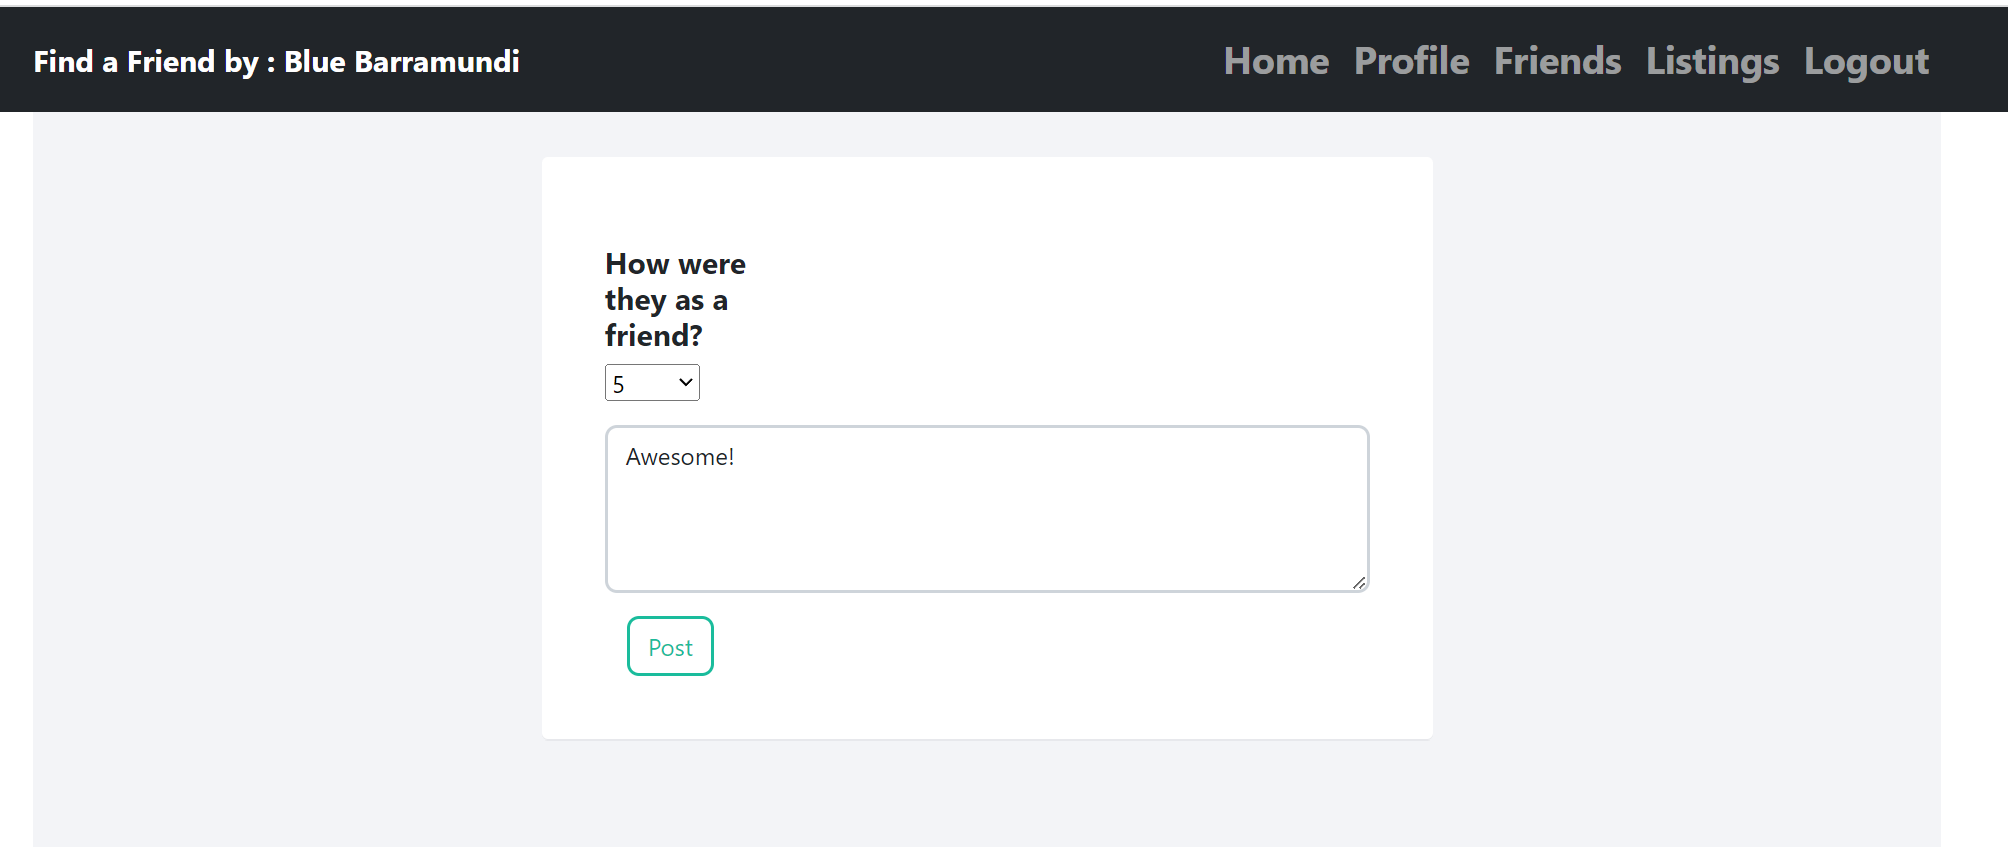 Find a Friend by : Blue Barramundi
Home Profile Friends Listings Logout
How were
they as a
friend?
5
Awesome!
Post